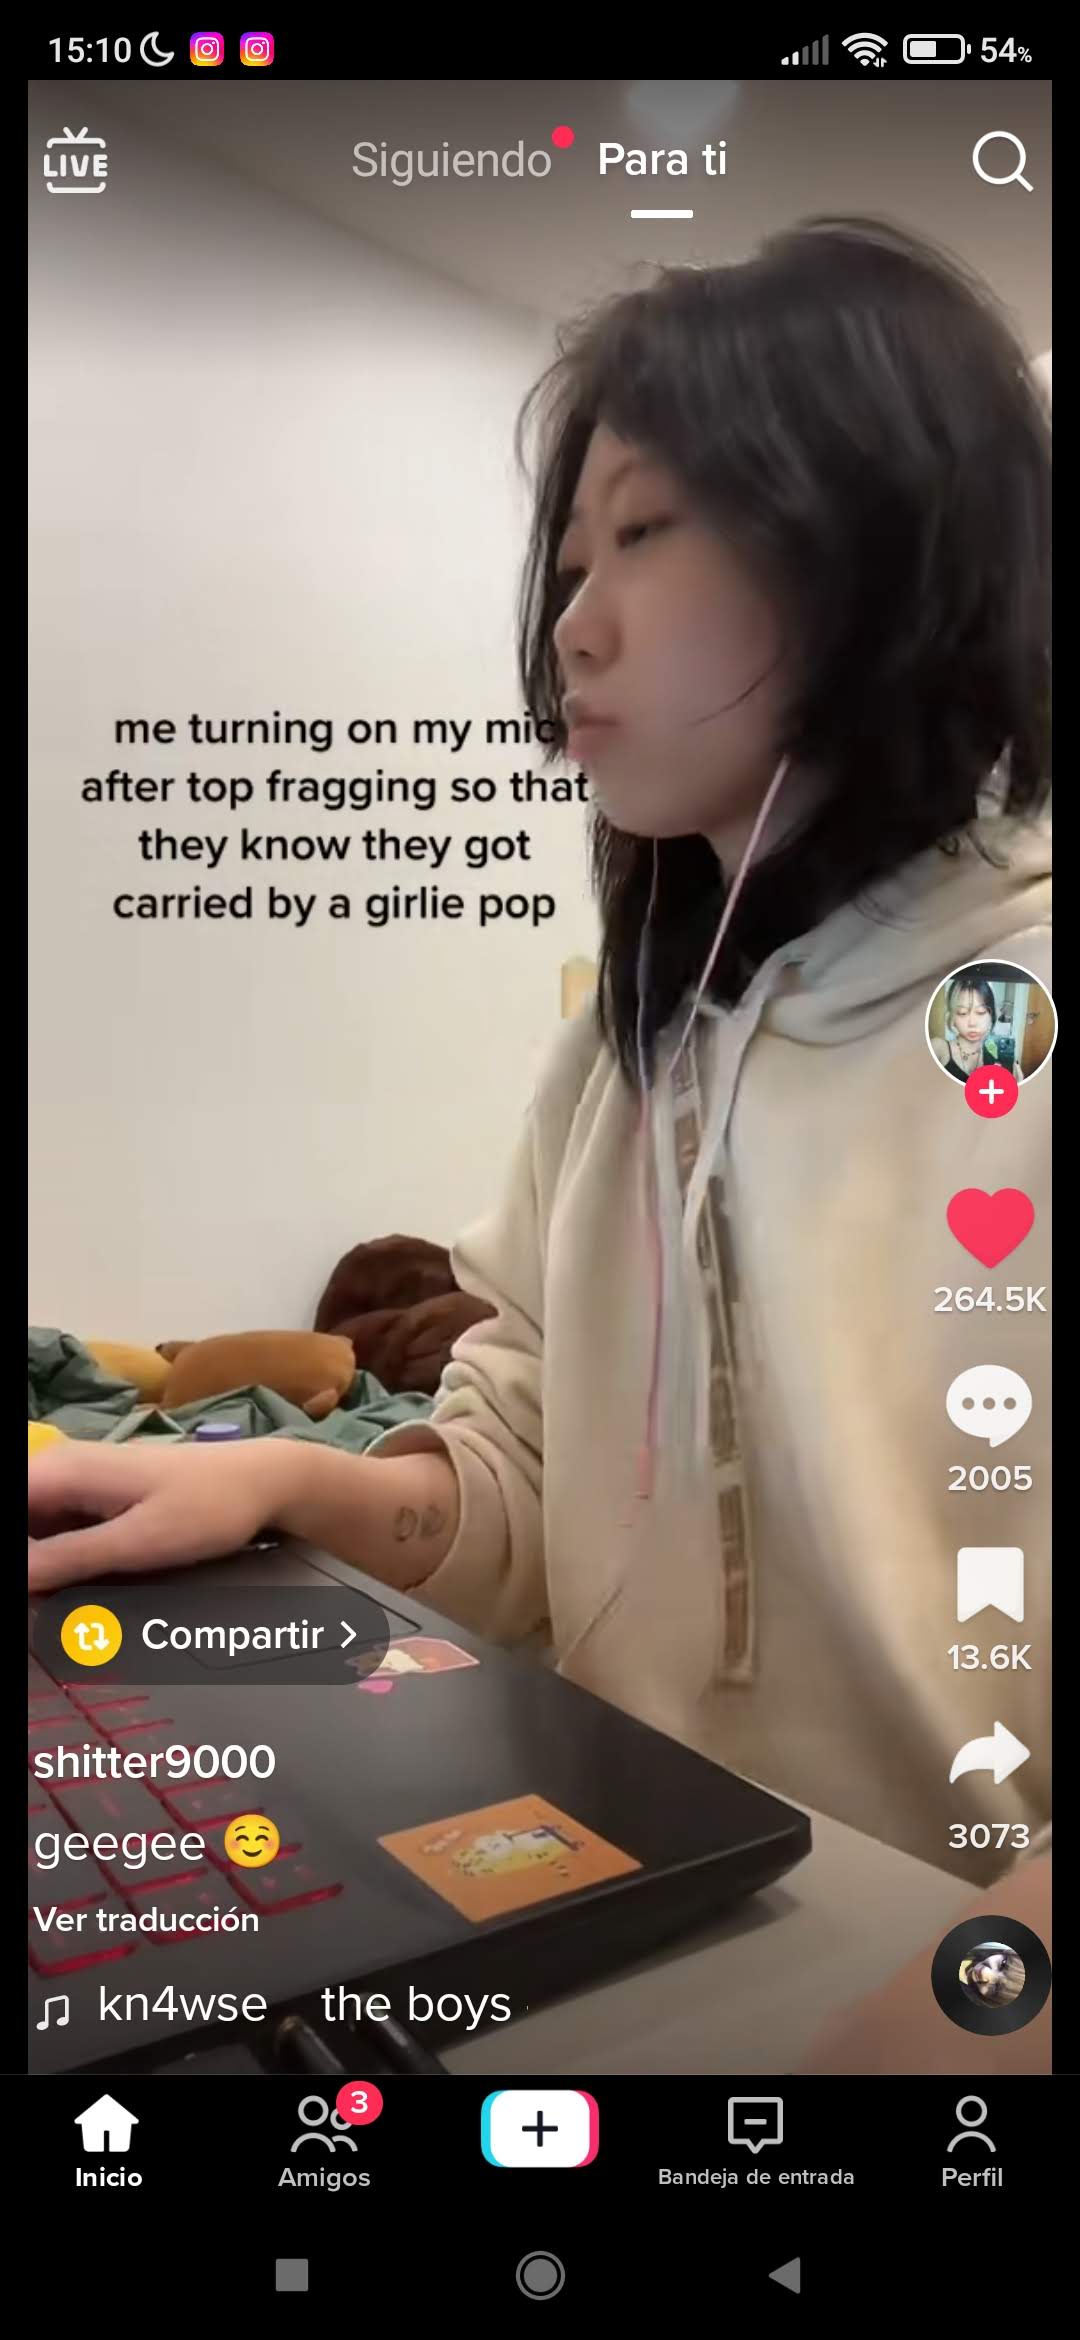 15:10
54%
LIVE
Siguiendo
Para ti
me turning on my mic
after top fragging so that
they know they got
carried by a girlie pop
264.5K
2005
13.6K
3073
Compartir >
shitter9000
geegee ☺️
Ver traducción
kn4wse the boys
3
Inicio
Amigos
Bandeja de entrada
Perfil